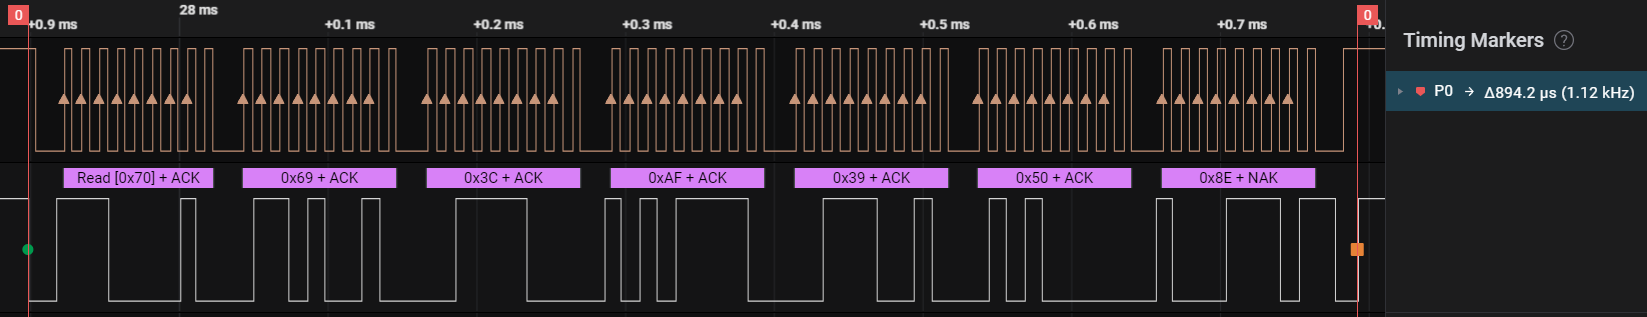 28 ms
0 +0.9 ms +0.1 ms +0.2 ms +0.3 ms +0.4 ms +0.5 ms +0.6 ms +0.7 ms 0
Timing Markers ?
P0 → Δ894.2 µs (1.12 kHz)
Read [0x70] + ACK 0x69 + ACK 0x3C + ACK 0xAF + ACK 0x39 + ACK 0x50 + ACK 0x8E + NAK